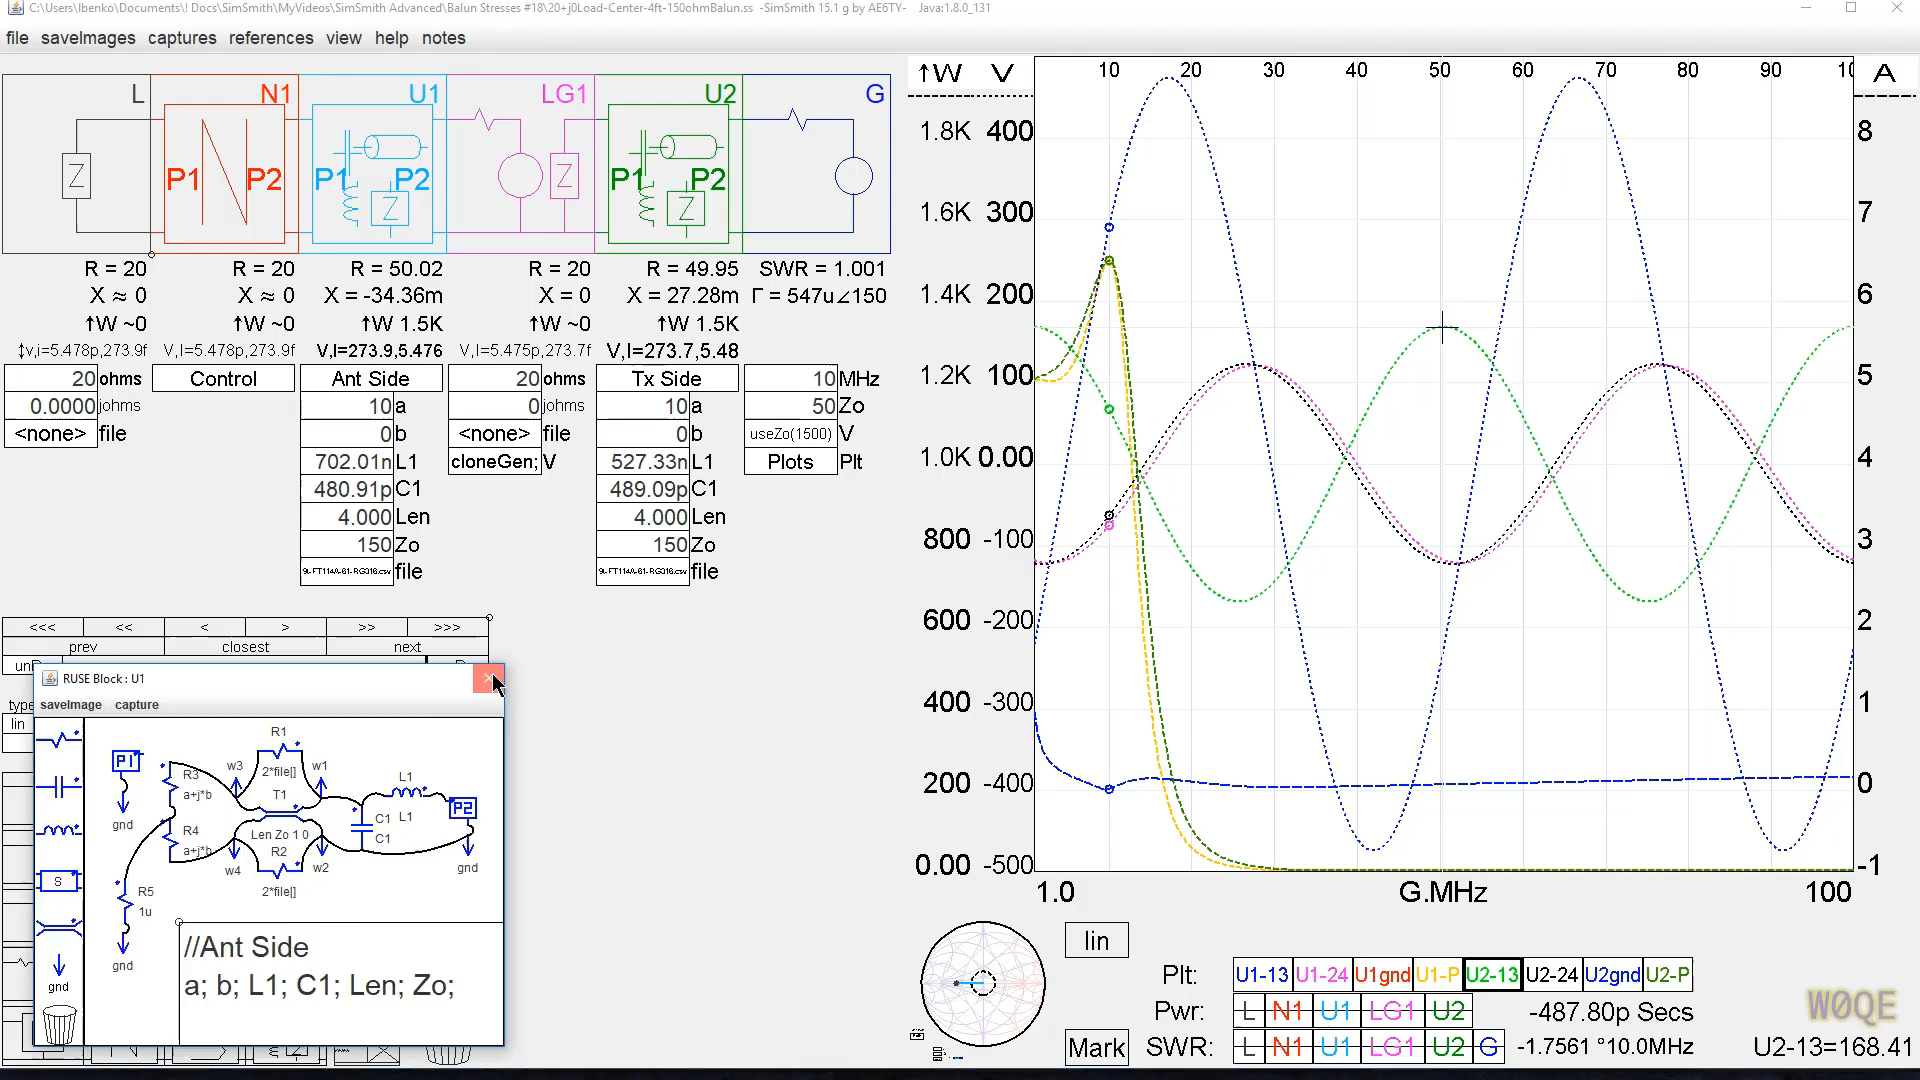 C:\Users\lbenko\Documents\! Docs\SimSmith\MyVideos\SimSmith Advanced\Balun Stresses #18\20+j0Load-Center-4ft-150ohmBalun.ss -SimSmith 15.1 g by AE6TY- Java:1.8.0_131
file saveImages captures references view help notes
L N1 U1 LG1 U2 G
Z P1 P2 P1 P2 Z P1 P2
Z Z
R = 20 R = 20 R = 50.02 R = 20 R = 49.95 SWR = 1.001
X ≈ 0 X ≈ 0 X = -34.36m X = 0 X = 27.28m Γ = 547u∠150
↑W ~0 ↑W ~0 ↑W 1.5K ↑W ~0 ↑W 1.5K
↕v,i=5.478p,273.9f V,I=5.478p,273.9f V,I=273.9,5.476 V,I=5.475p,273.7f V,I=273.7,5.48
20 ohms Control Ant Side 20 ohms Tx Side 10 MHz
0.0000 johms 10 a 0 johms 10 a 50 Zo
<none> file 0 b <none> file 0 b useZo(1500) V
702.01n L1 cloneGen; V 527.33n L1 Plots Plt
480.91p C1 489.09p C1
4.000 Len 4.000 Len
150 Zo 150 Zo
file file
<<< << < > >> >>>
prev closest next
type
lin
RUSE Block : U1
saveImage capture
P1 R1 2*file[] w3 w1 T1 L1 L1 P2
R3 a+j*b C1 C1
gnd R4 a+j*b Len Zo 1 0 R2 w4 w2 gnd
2*file[]
S R5 1u
gnd gnd
//Ant Side
a; b; L1; C1; Len; Zo;
↑W V 10 20 30 40 50 60 70 80 90 10 A
1.8K 400 8
1.6K 300 7
1.4K 200 6
1.2K 100 5
1.0K 0.00 4
800 -100 3
600 -200 2
400 -300 1
200 -400 0
0.00 -500 -1
1.0 G.MHz 100
lin
Plt: U1-13 U1-24 U1gnd U1-P U2-13 U2-24 U2gnd U2-P
Pwr: L N1 U1 LG1 U2 -487.80p Secs
Mark SWR: L N1 U1 LG1 U2 G -1.7561 °10.0MHz U2-13=168.41
W0QE